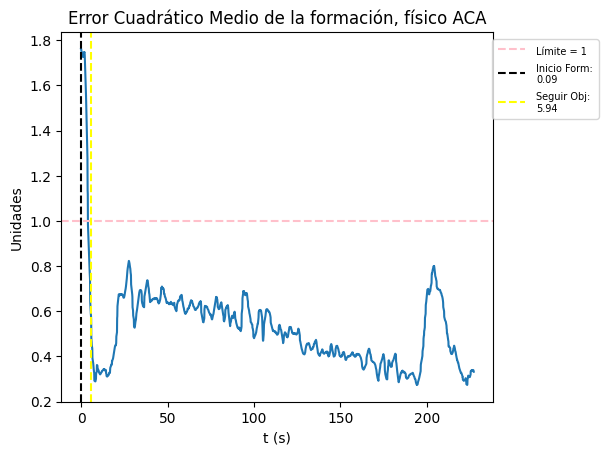 Error Cuadrático Medio de la formación, físico ACA
Límite = 1
Inicio Form:
0.09
Seguir Obj:
5.94
1.8
1.6
1.4
1.2
1.0
0.8
0.6
0.4
0.2
Unidades
0
50
100
150
200
t (s)